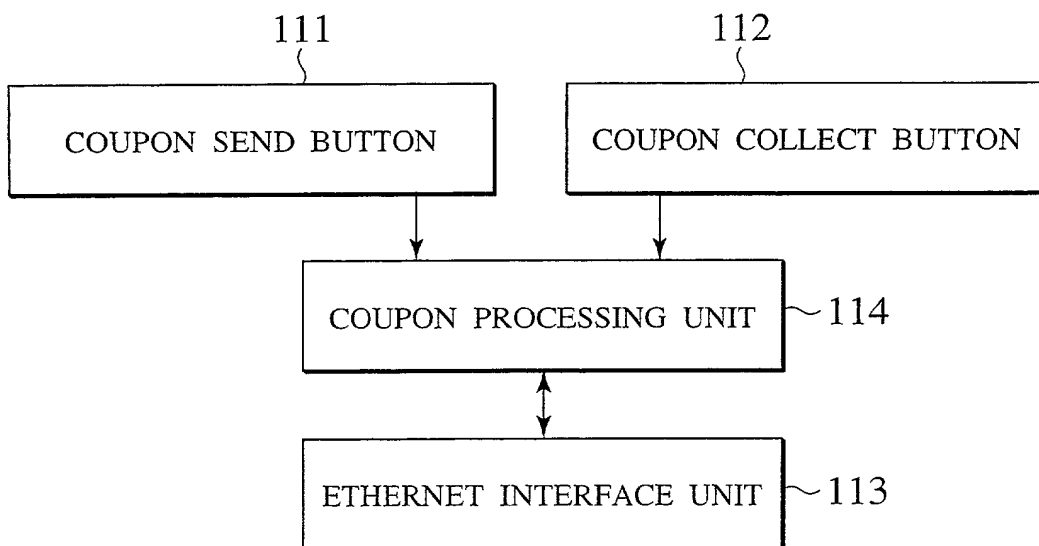 111
112
COUPON SEND BUTTON
COUPON COLLECT BUTTON
COUPON PROCESSING UNIT
114
ETHERNET INTERFACE UNIT
113